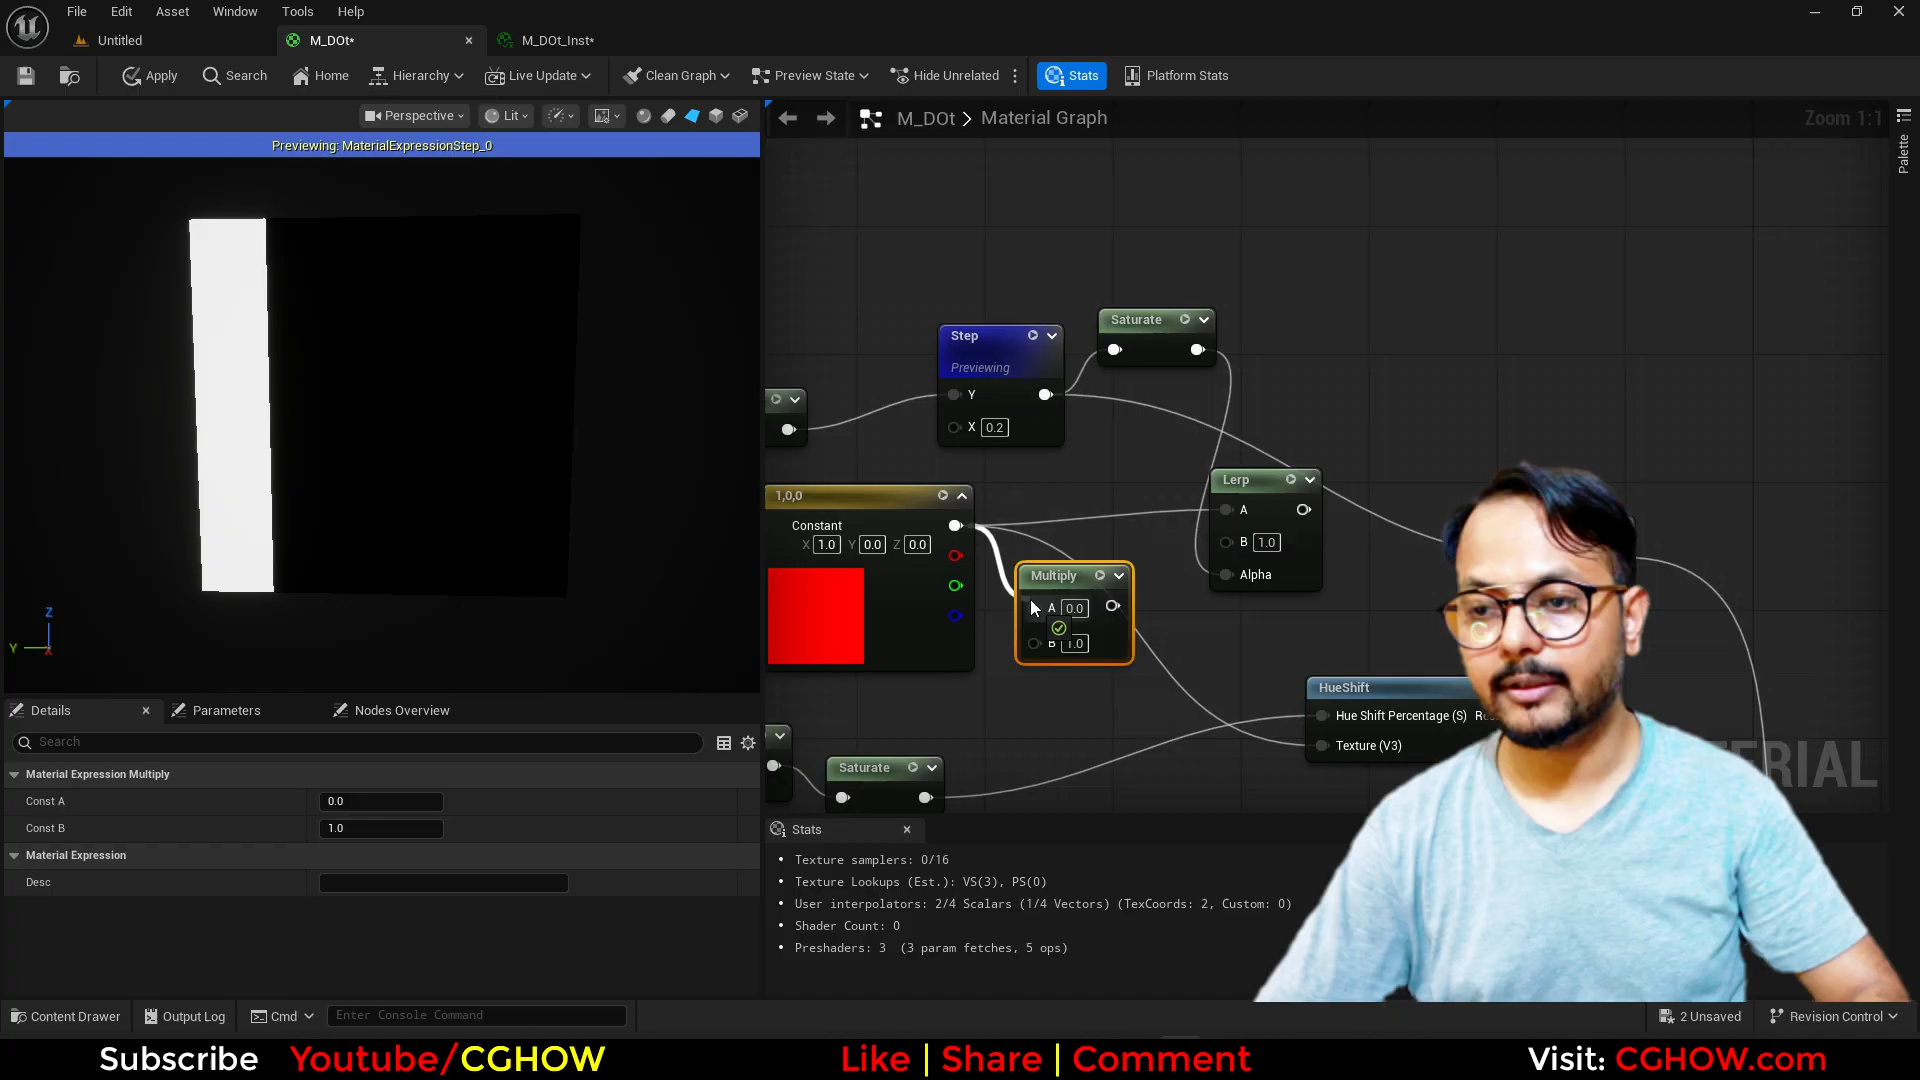 File Edit Asset Window Tools Help
Untitled M_DOt* M_DOt_Inst*
Apply Search Home Hierarchy Live Update Clean Graph Preview State Hide Unrelated Stats Platform Stats
Perspective Lit
M_DOt > Material Graph Zoom 1:1
Previewing: MaterialExpressionStep_0
Palette
Saturate
Step
Previewing
Y
X 0.2
Lerp
A
B 1.0
Alpha
1,0,0
Constant
X 1.0 Y 0.0 Z 0.0
Multiply
A 0.0
B 1.0
HueShift
Hue Shift Percentage (S)
Texture (V3)
Saturate
Z
Y
Details Parameters Nodes Overview
Search
Material Expression Multiply
Const A 0.0
Const B 1.0
Material Expression
Desc
Stats
• Texture samplers: 0/16
• Texture Lookups (Est.): VS(3), PS(0)
• User interpolators: 2/4 Scalars (1/4 Vectors) (TexCoords: 2, Custom: 0)
• Shader Count: 0
• Preshaders: 3 (3 param fetches, 5 ops)
Content Drawer Output Log Cmd Enter Console Command 2 Unsaved Revision Control
Subscribe Youtube/CGHOW Like | Share | Comment Visit: CGHOW.com